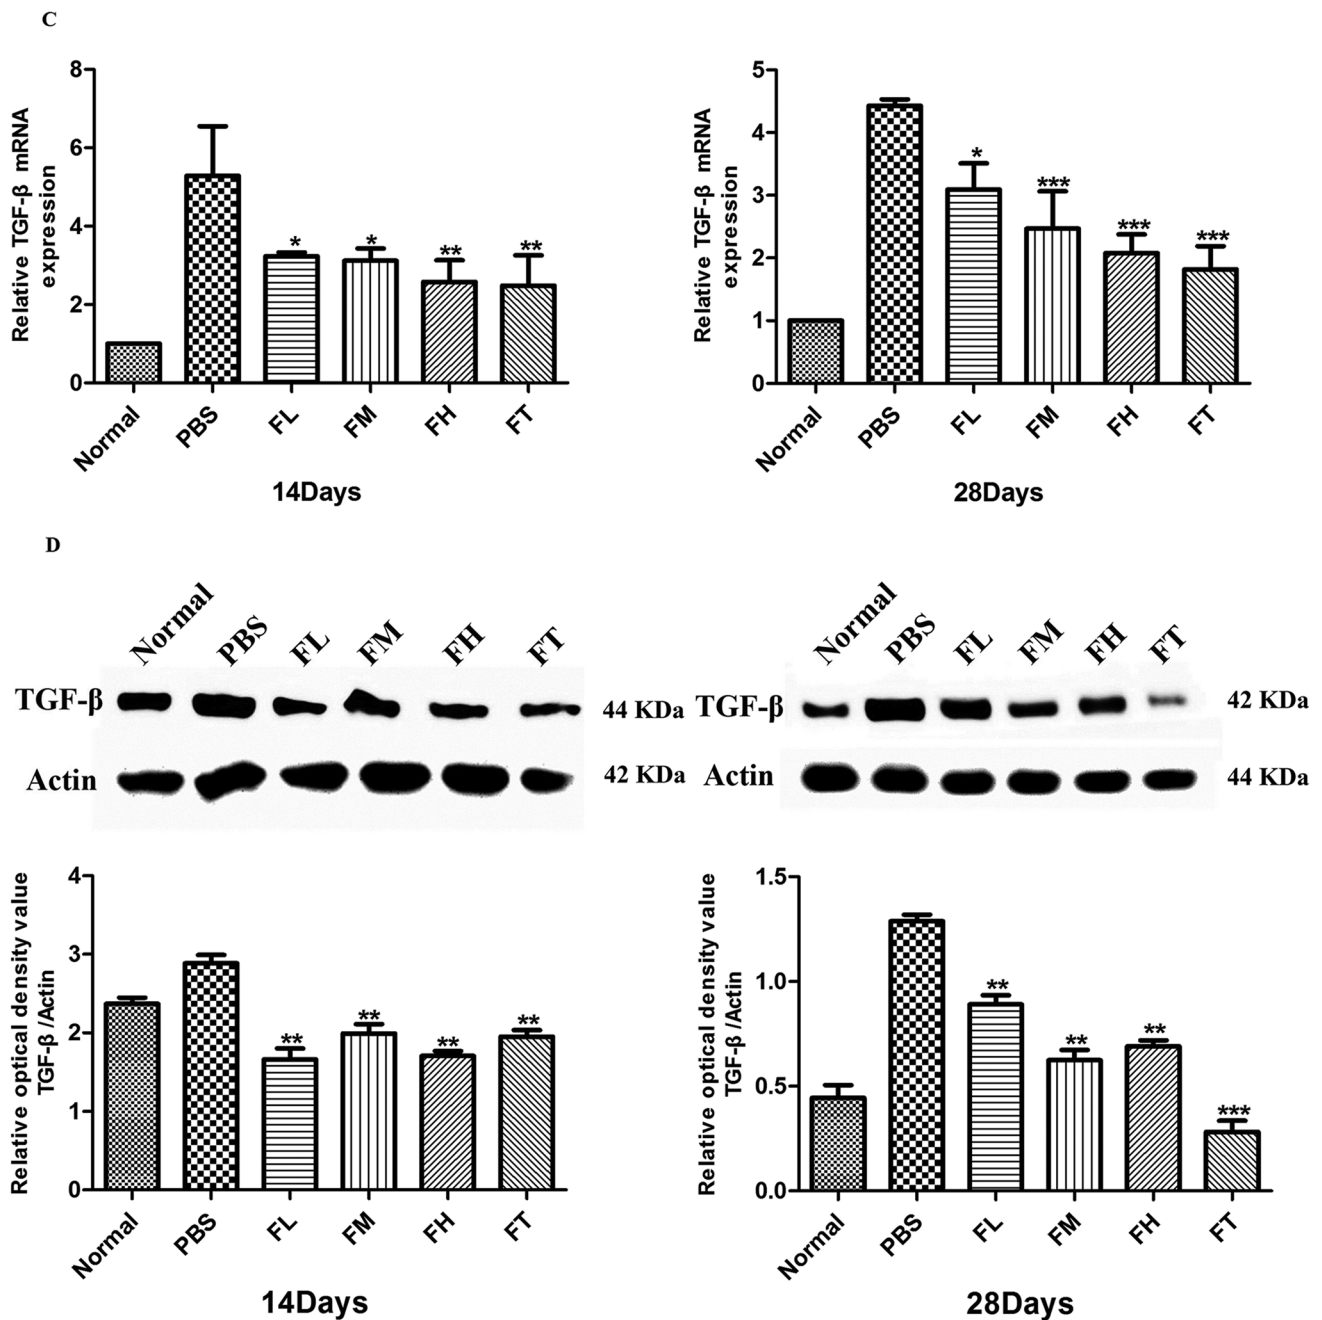 C
Relative TGF-β mRNA
expression
8
6
4
2
0
*
*
**
**
Normal
PBS
FL
FM
FH
FT
14Days
Relative TGF-β mRNA
expression
5
4
3
2
1
0
*
***
***
***
Normal
PBS
FL
FM
FH
FT
28Days
D
Normal
PBS
FL
FM
FH
FT
TGF-β
44 KDa
Actin
42 KDa
Normal
PBS
FL
FM
FH
FT
TGF-β
42 KDa
Actin
44 KDa
Relative optical density value
TGF-β /Actin
4
3
2
1
0
**
**
**
**
Normal
PBS
FL
FM
FH
FT
14Days
Relative optical density value
TGF-β /Actin
1.5
1.0
0.5
0.0
**
**
**
***
Normal
PBS
FL
FM
FH
FT
28Days